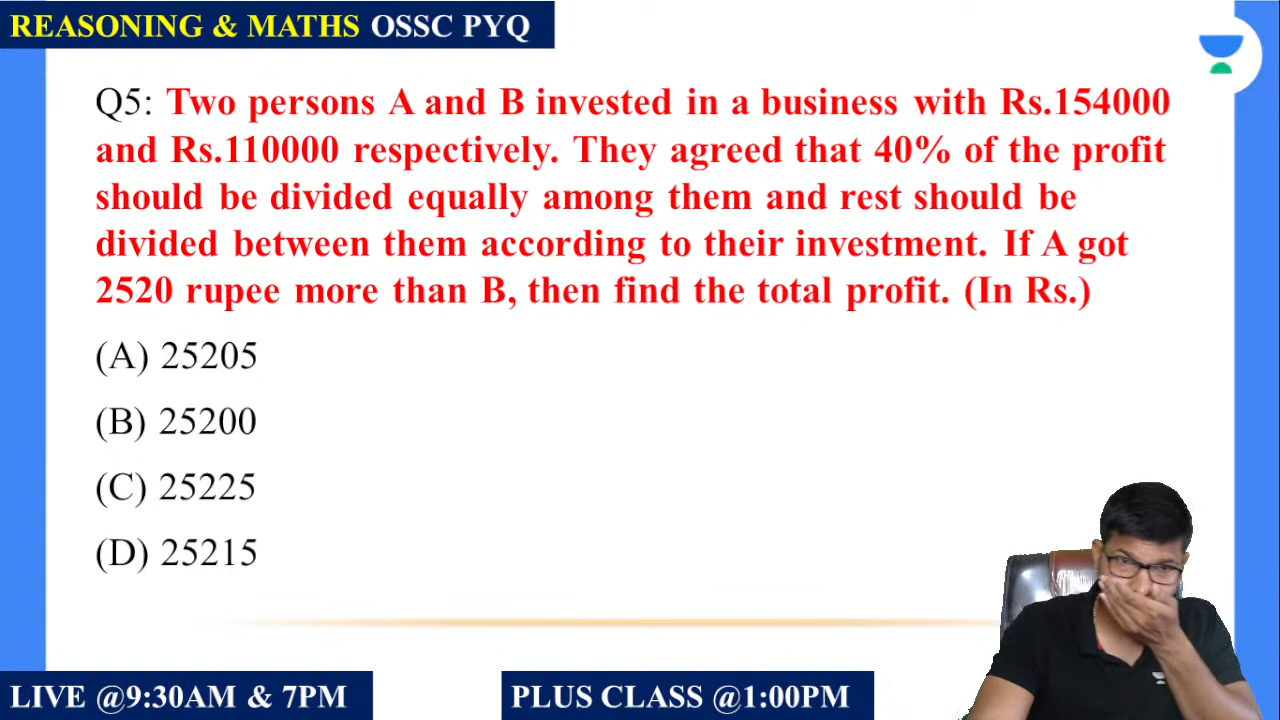 REASONING & MATHS OSSC PYQ
Q5: Two persons A and B invested in a business with Rs.154000
and Rs.110000 respectively. They agreed that 40% of the profit
should be divided equally among them and rest should be
divided between them according to their investment. If A got
2520 rupee more than B, then find the total profit. (In Rs.)
(A) 25205
(B) 25200
(C) 25225
(D) 25215
LIVE @9:30AM & 7PM
PLUS CLASS @1:00PM